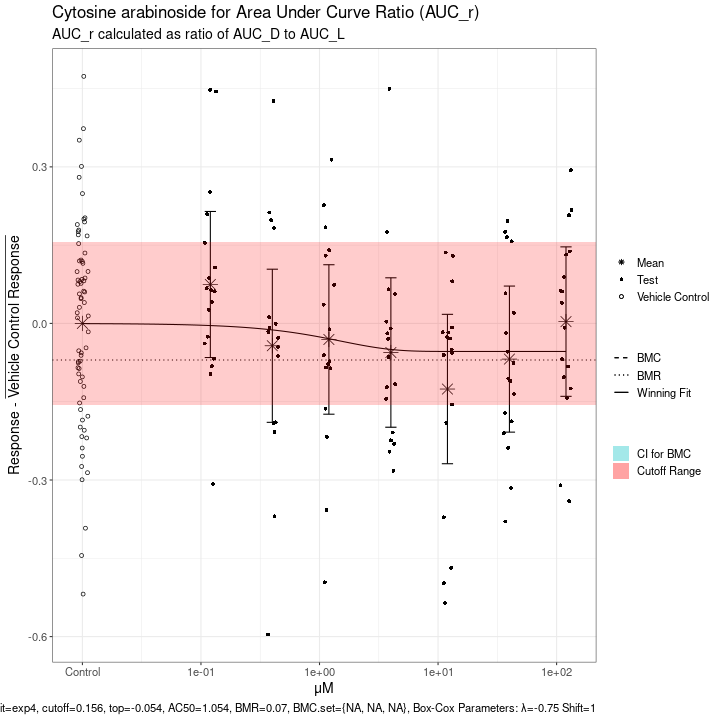 Cytosine arabinoside for Area Under Curve Ratio (AUC_r)
AUC_r calculated as ratio of AUC_D to AUC_L
Response - Vehicle Control Response
0.3
0.0
-0.3
-0.6
Control
1e-01
1e+00
1e+01
1e+02
μM
Mean
Test
Vehicle Control
BMC
BMR
Winning Fit
CI for BMC
Cutoff Range
it=exp4, cutoff=0.156, top=-0.054, AC50=1.054, BMR=0.07, BMC.set={NA, NA, NA}, Box-Cox Parameters: λ=-0.75 Shift=1